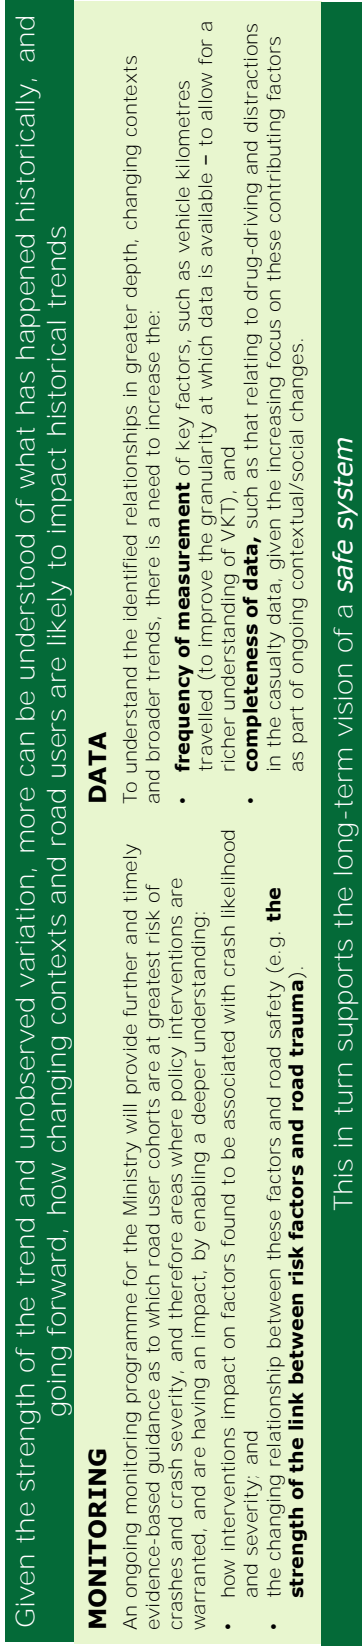 Given the strength of the trend and unobserved variation, more can be understood of what has happened historically, and
going forward, how changing contexts and road users are likely to impact historical trends
MONITORING
An ongoing monitoring programme for the Ministry will provide further and timely
evidence-based guidance as to which road user cohorts are at greatest risk of
crashes and crash severity, and therefore areas where policy interventions are
warranted, and are having an impact, by enabling a deeper understanding:
• how interventions impact on factors found to be associated with crash likelihood
and severity; and
• the changing relationship between these factors and road safety (e.g. the
strength of the link between risk factors and road trauma).
DATA
To understand the identified relationships in greater depth, changing contexts
and broader trends, there is a need to increase the:
• frequency of measurement of key factors, such as vehicle kilometres
travelled (to improve the granularity at which data is available – to allow for a
richer understanding of VKT), and
• completeness of data, such as that relating to drug-driving and distractions
in the casualty data, given the increasing focus on these contributing factors
as part of ongoing contextual/social changes.
This in turn supports the long-term vision of a safe system